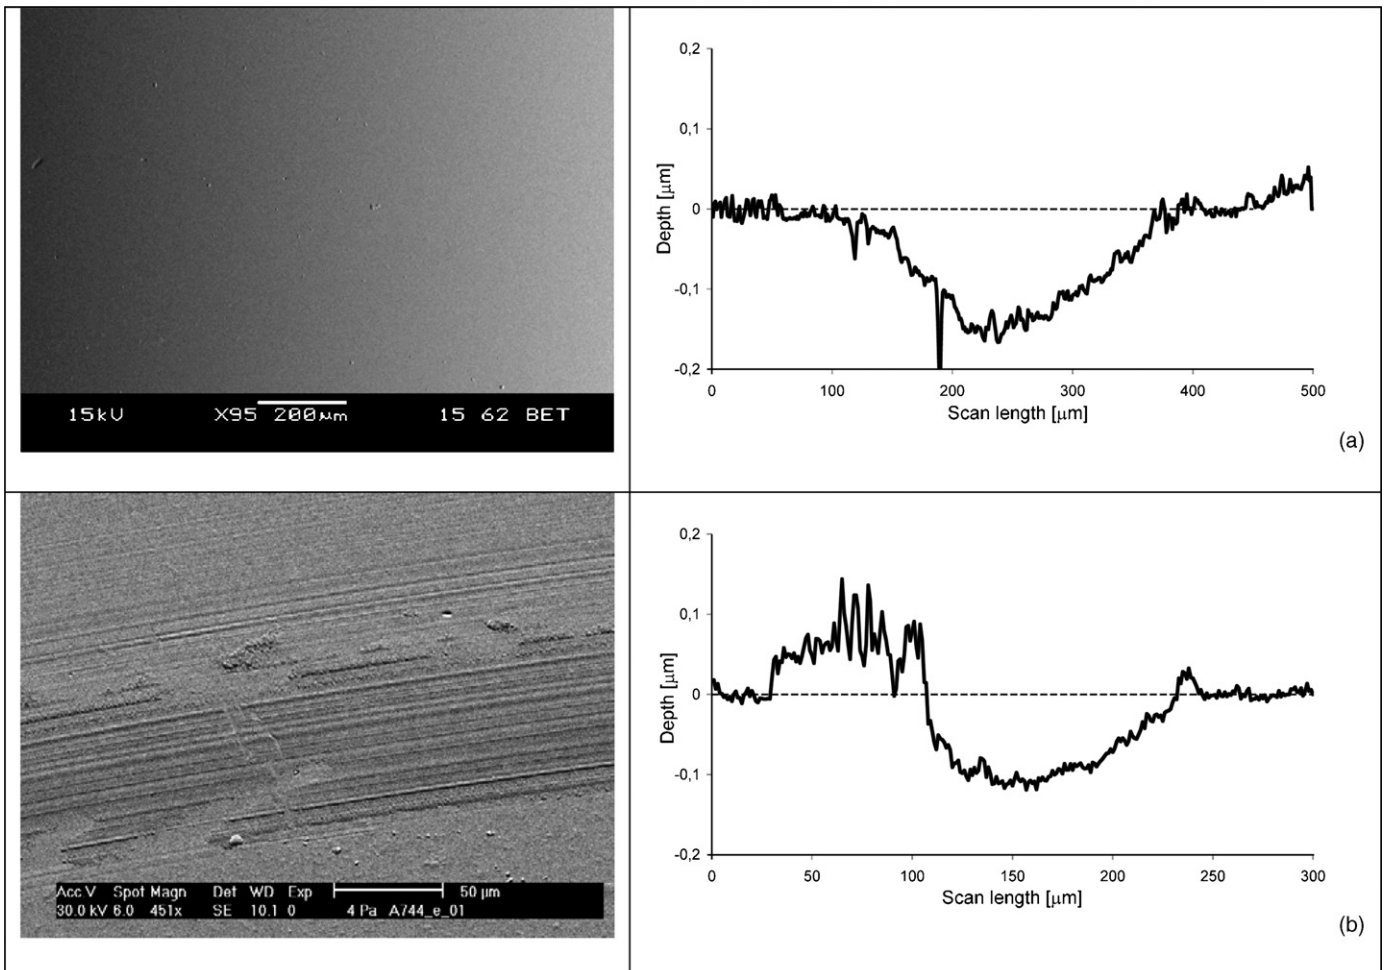 15kV X95 200µm 15 62 BET
0,2
0,1
0
-0,1
-0,2
Depth [µm]
0 100 200 300 400 500
Scan length [µm]
(a)
Acc.V Spot Magn Det WD Exp 50 µm
30.0 kV 6.0 451x SE 10.1 0 4 Pa A744_e_01
0,2
0,1
0
-0,1
-0,2
Depth [µm]
0 50 100 150 200 250 300
Scan length [µm]
(b)